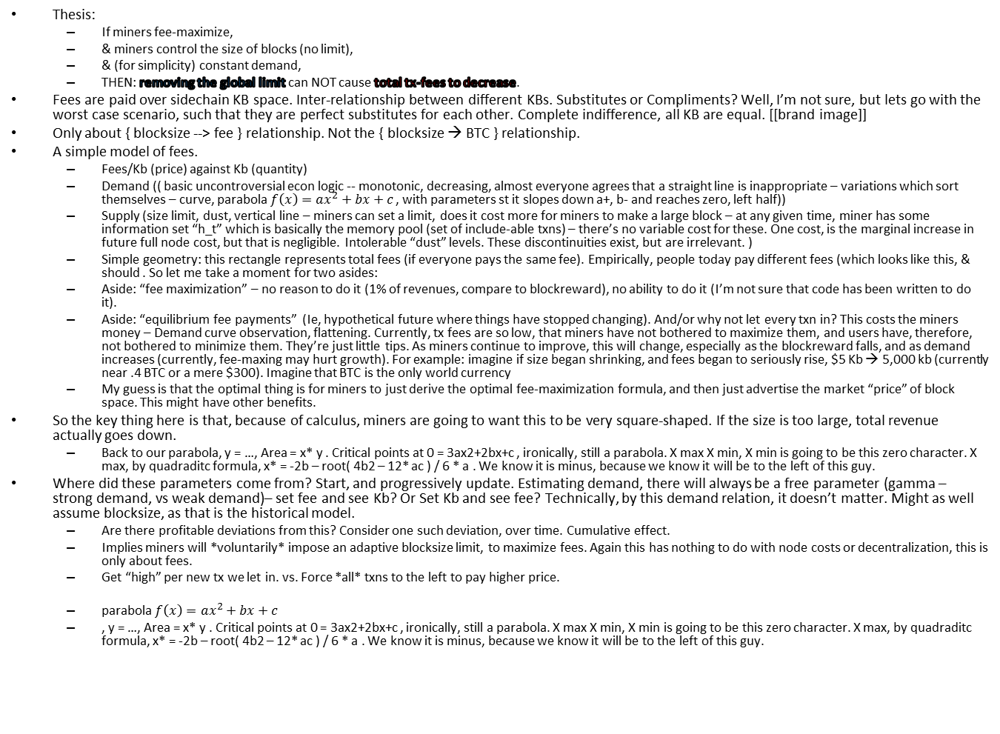 • Thesis:
– If miners fee-maximize,
– & miners control the size of blocks (no limit),
– & (for simplicity) constant demand,
– THEN: removing the global limit can NOT cause total tx-fees to decrease.
• Fees are paid over sidechain KB space. Inter-relationship between different KBs. Substitutes or Compliments? Well, I’m not sure, but lets go with the
worst case scenario, such that they are perfect substitutes for each other. Complete indifference, all KB are equal. [[brand image]]
• Only about { blocksize --> fee } relationship. Not the { blocksize → BTC } relationship.
• A simple model of fees.
– Fees/Kb (price) against Kb (quantity)
– Demand (( basic uncontroversial econ logic -- monotonic, decreasing, almost everyone agrees that a straight line is inappropriate – variations which sort
themselves – curve, parabola f(x) = ax² + bx + c , with parameters st it slopes down a+, b- and reaches zero, left half))
– Supply (size limit, dust, vertical line – miners can set a limit, does it cost more for miners to make a large block – at any given time, miner has some
information set “h_t” which is basically the memory pool (set of include-able txns) – there’s no variable cost for these. One cost, is the marginal increase in
future full node cost, but that is negligible. Intolerable “dust” levels. These discontinuities exist, but are irrelevant. )
– Simple geometry: this rectangle represents total fees (if everyone pays the same fee). Empirically, people today pay different fees (which looks like this, &
should . So let me take a moment for two asides:
– Aside: “fee maximization” – no reason to do it (1% of revenues, compare to blockreward), no ability to do it (I’m not sure that code has been written to do
it).
– Aside: “equilibrium fee payments” (Ie, hypothetical future where things have stopped changing). And/or why not let every txn in? This costs the miners
money – Demand curve observation, flattening. Currently, tx fees are so low, that miners have not bothered to maximize them, and users have, therefore,
not bothered to minimize them. They’re just little tips. As miners continue to improve, this will change, especially as the blockreward falls, and as demand
increases (currently, fee-maxing may hurt growth). For example: imagine if size began shrinking, and fees began to seriously rise, $5 Kb → 5,000 kb (currently
near .4 BTC or a mere $300). Imagine that BTC is the only world currency
– My guess is that the optimal thing is for miners to just derive the optimal fee-maximization formula, and then just advertise the market “price” of block
space. This might have other benefits.
• So the key thing here is that, because of calculus, miners are going to want this to be very square-shaped. If the size is too large, total revenue
actually goes down.
– Back to our parabola, y = …, Area = x* y . Critical points at 0 = 3ax2+2bx+c , ironically, still a parabola. X max X min, X min is going to be this zero character. X
max, by quadraditc formula, x* = -2b – root( 4b2 – 12* ac ) / 6 * a . We know it is minus, because we know it will be to the left of this guy.
• Where did these parameters come from? Start, and progressively update. Estimating demand, there will always be a free parameter (gamma –
strong demand, vs weak demand)– set fee and see Kb? Or Set Kb and see fee? Technically, by this demand relation, it doesn’t matter. Might as well
assume blocksize, as that is the historical model.
– Are there profitable deviations from this? Consider one such deviation, over time. Cumulative effect.
– Implies miners will *voluntarily* impose an adaptive blocksize limit, to maximize fees. Again this has nothing to do with node costs or decentralization, this is
only about fees.
– Get “high” per new tx we let in. vs. Force *all* txns to the left to pay higher price.
– parabola f(x) = ax² + bx + c
– , y = …, Area = x* y . Critical points at 0 = 3ax2+2bx+c , ironically, still a parabola. X max X min, X min is going to be this zero character. X max, by quadraditc
formula, x* = -2b – root( 4b2 – 12* ac ) / 6 * a . We know it is minus, because we know it will be to the left of this guy.